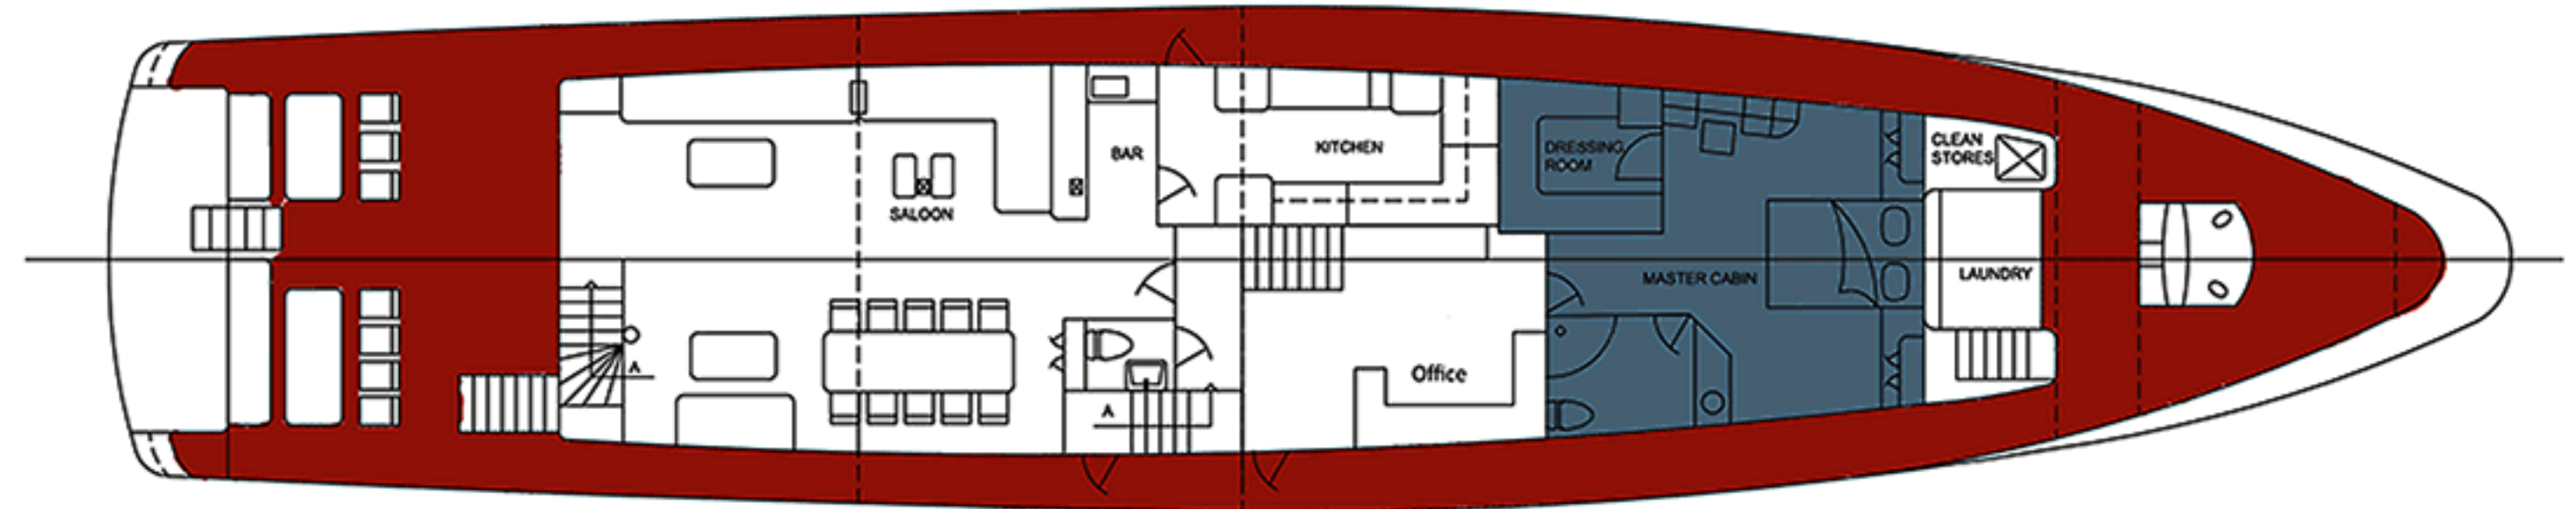 SALOON
BAR
KITCHEN
DRESSING
ROOM
CLEAN
STORES
MASTER CABIN
LAUNDRY
A
A
Office